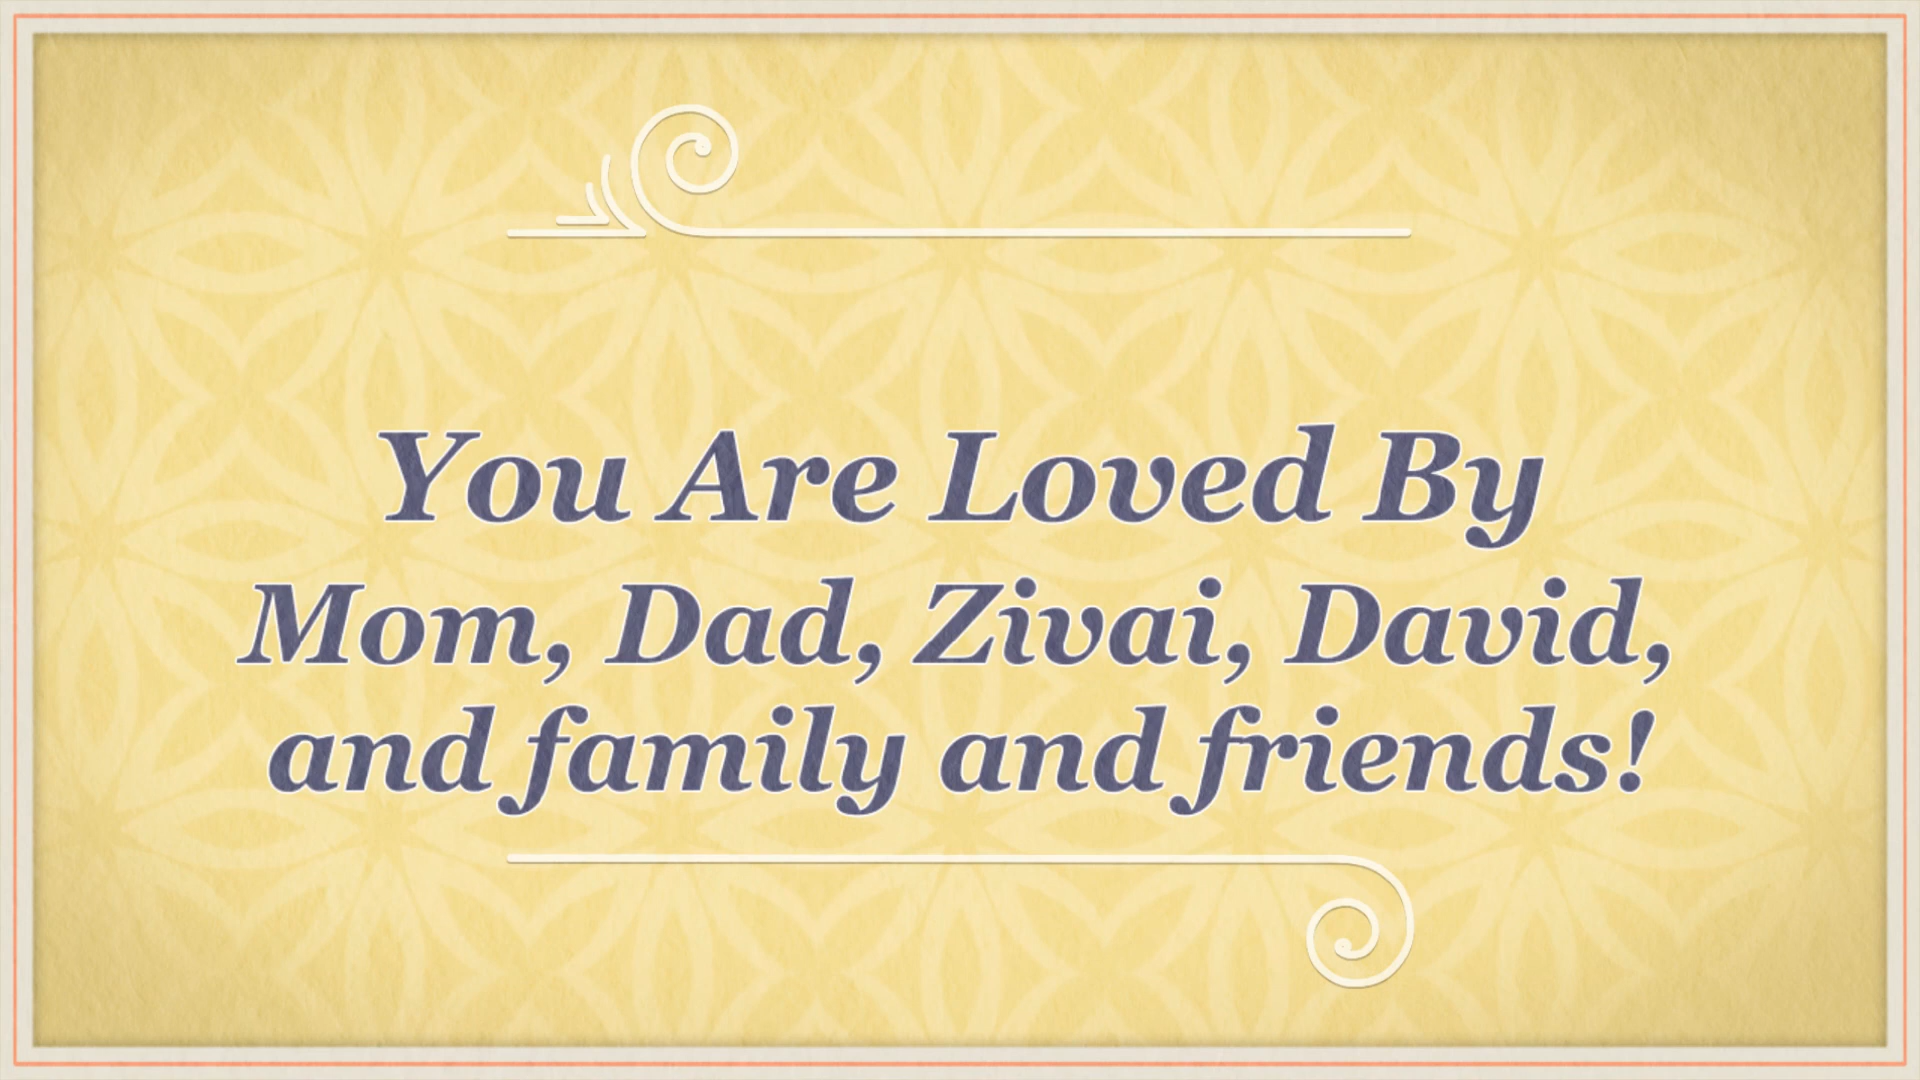 You Are Loved By
Mom, Dad, Zivai, David,
and family and friends!